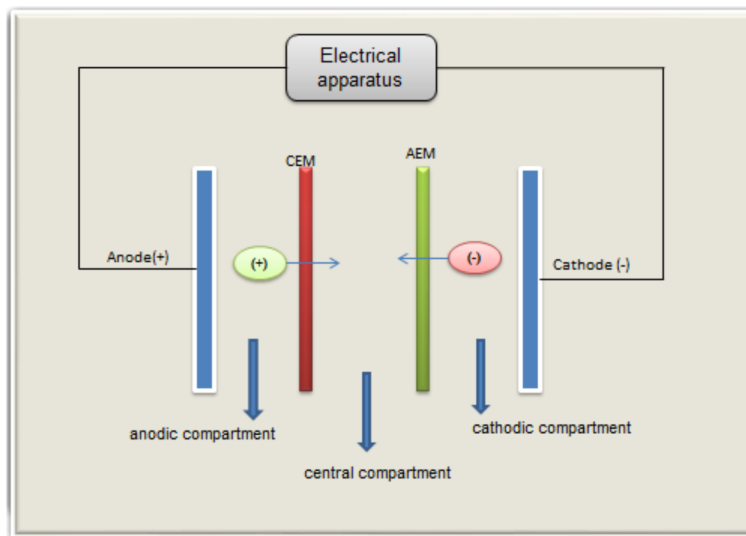 Electrical
apparatus
CEM
AEM
Anode(+)
(+)
(-)
Cathode (-)
anodic compartment
cathodic compartment
central compartment